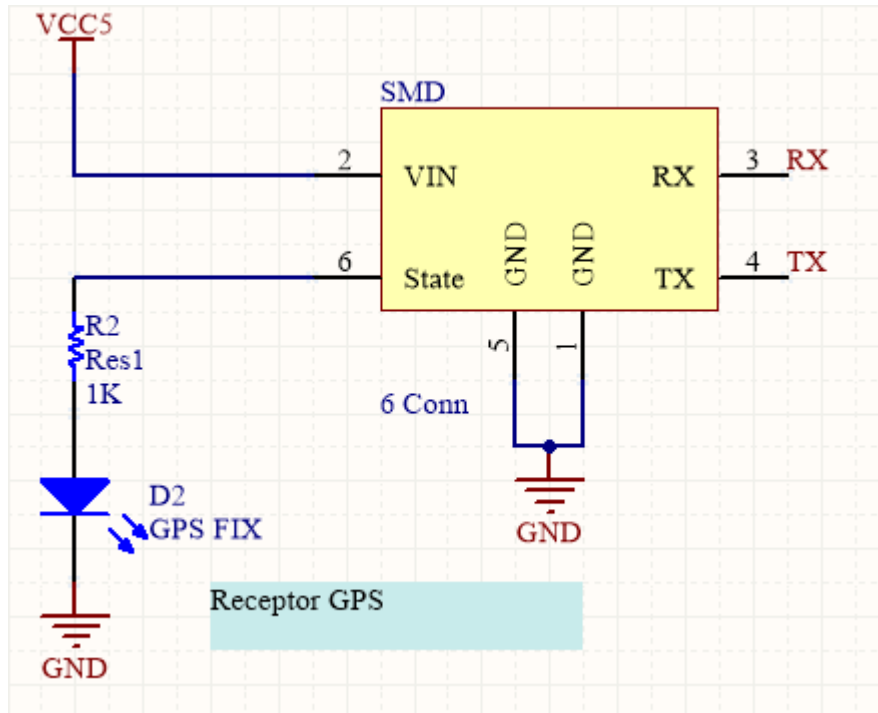 VCC5
SMD
2
VIN
RX
3
RX
6
State
GND
GND
TX
4
TX
5
1
R2
Res1
1K
6 Conn
D2
GPS FIX
GND
Receptor GPS
GND